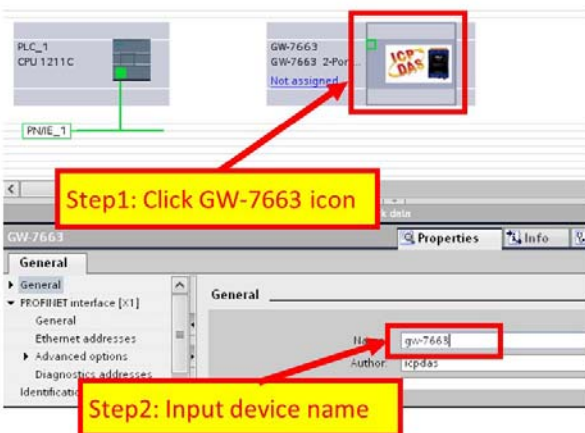 PLC_1
CPU 1211C
GW-7663
GW-7663 2-Por...
Not assigned
ICP
DAS
PN/IE_1
Step1: Click GW-7663 icon
data
GW-7663
Properties
Info
General
General
PROFINET interface [X1]
General
Ethernet addresses
Advanced options
Diagnostics addresses
General
gw-7663
Author:
icpdas
Step2: Input device name